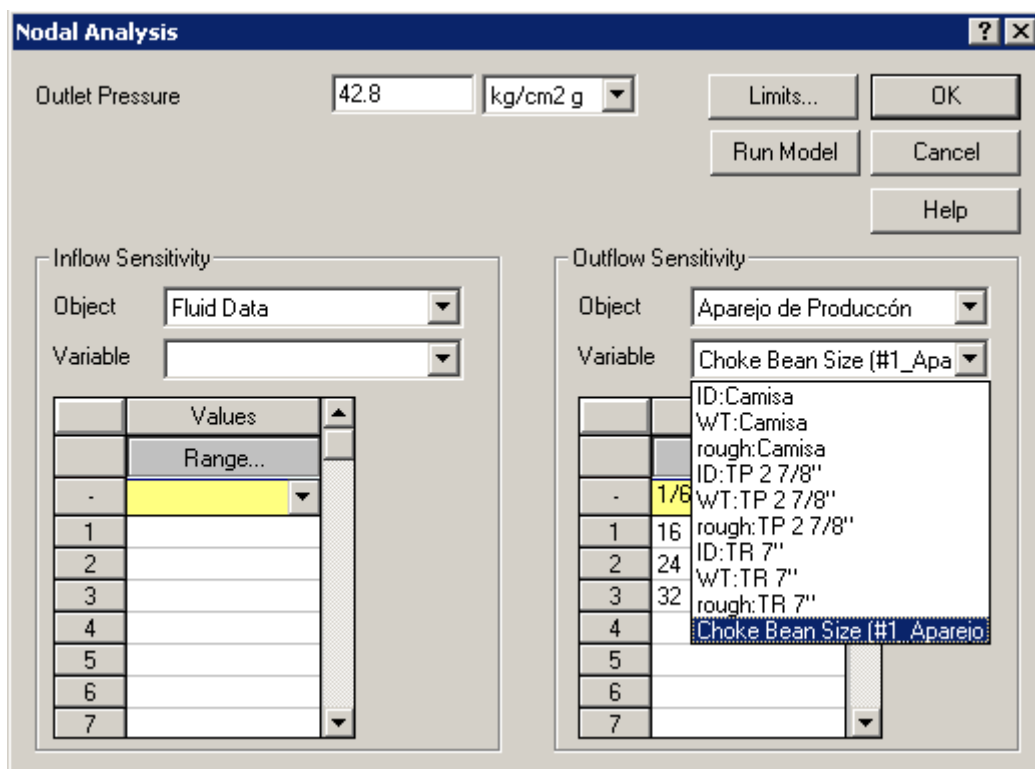 Nodal Analysis
Outlet Pressure 42.8 kg/cm2 g Limits... OK
Run Model Cancel
Help
Inflow Sensitivity
Object Fluid Data
Variable
Values
Range...
-
1
2
3
4
5
6
7
Outflow Sensitivity
Object Aparejo de Produccón
Variable Choke Bean Size (#1_Apa
ID:Camisa
WT:Camisa
rough:Camisa
ID:TP 2 7/8"
WT:TP 2 7/8"
rough:TP 2 7/8"
ID:TR 7"
WT:TR 7"
rough:TR 7"
Choke Bean Size (#1_Aparejo
- 1/6
1 16
2 24
3 32
4
5
6
7